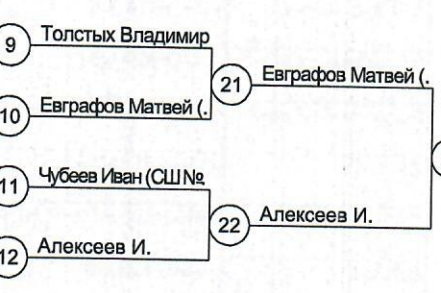 9 Толстых Владимир
10 Евграфов Матвей (.
21 Евграфов Матвей (.
11 Чубеев Иван (СШ №
22 Алексеев И.
12 Алексеев И.